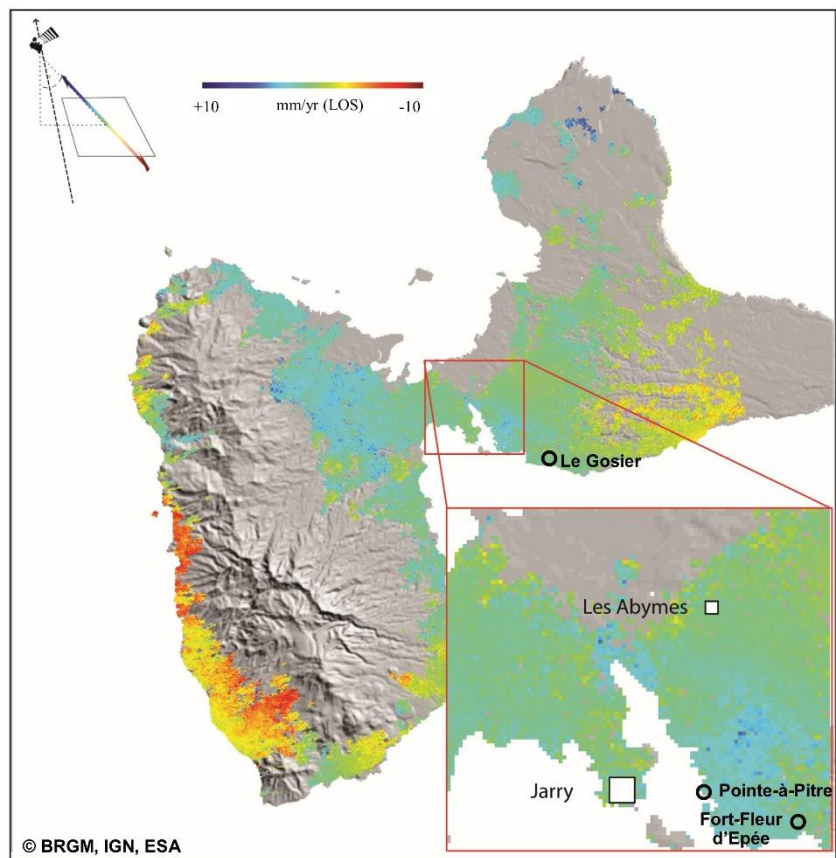 +10 mm/yr (LOS) -10
Le Gosier
Les Abymes
Jarry
Pointe-à-Pitre
Fort-Fleur
d'Epée
© BRGM, IGN, ESA